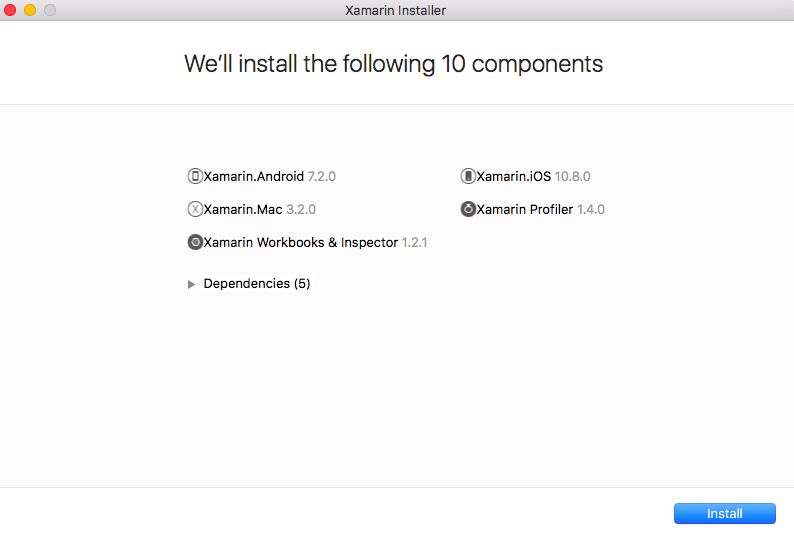 Xamarin Installer
We’ll install the following 10 components
Xamarin.Android 7.2.0
Xamarin.iOS 10.8.0
Xamarin.Mac 3.2.0
Xamarin Profiler 1.4.0
Xamarin Workbooks & Inspector 1.2.1
Dependencies (5)
Install